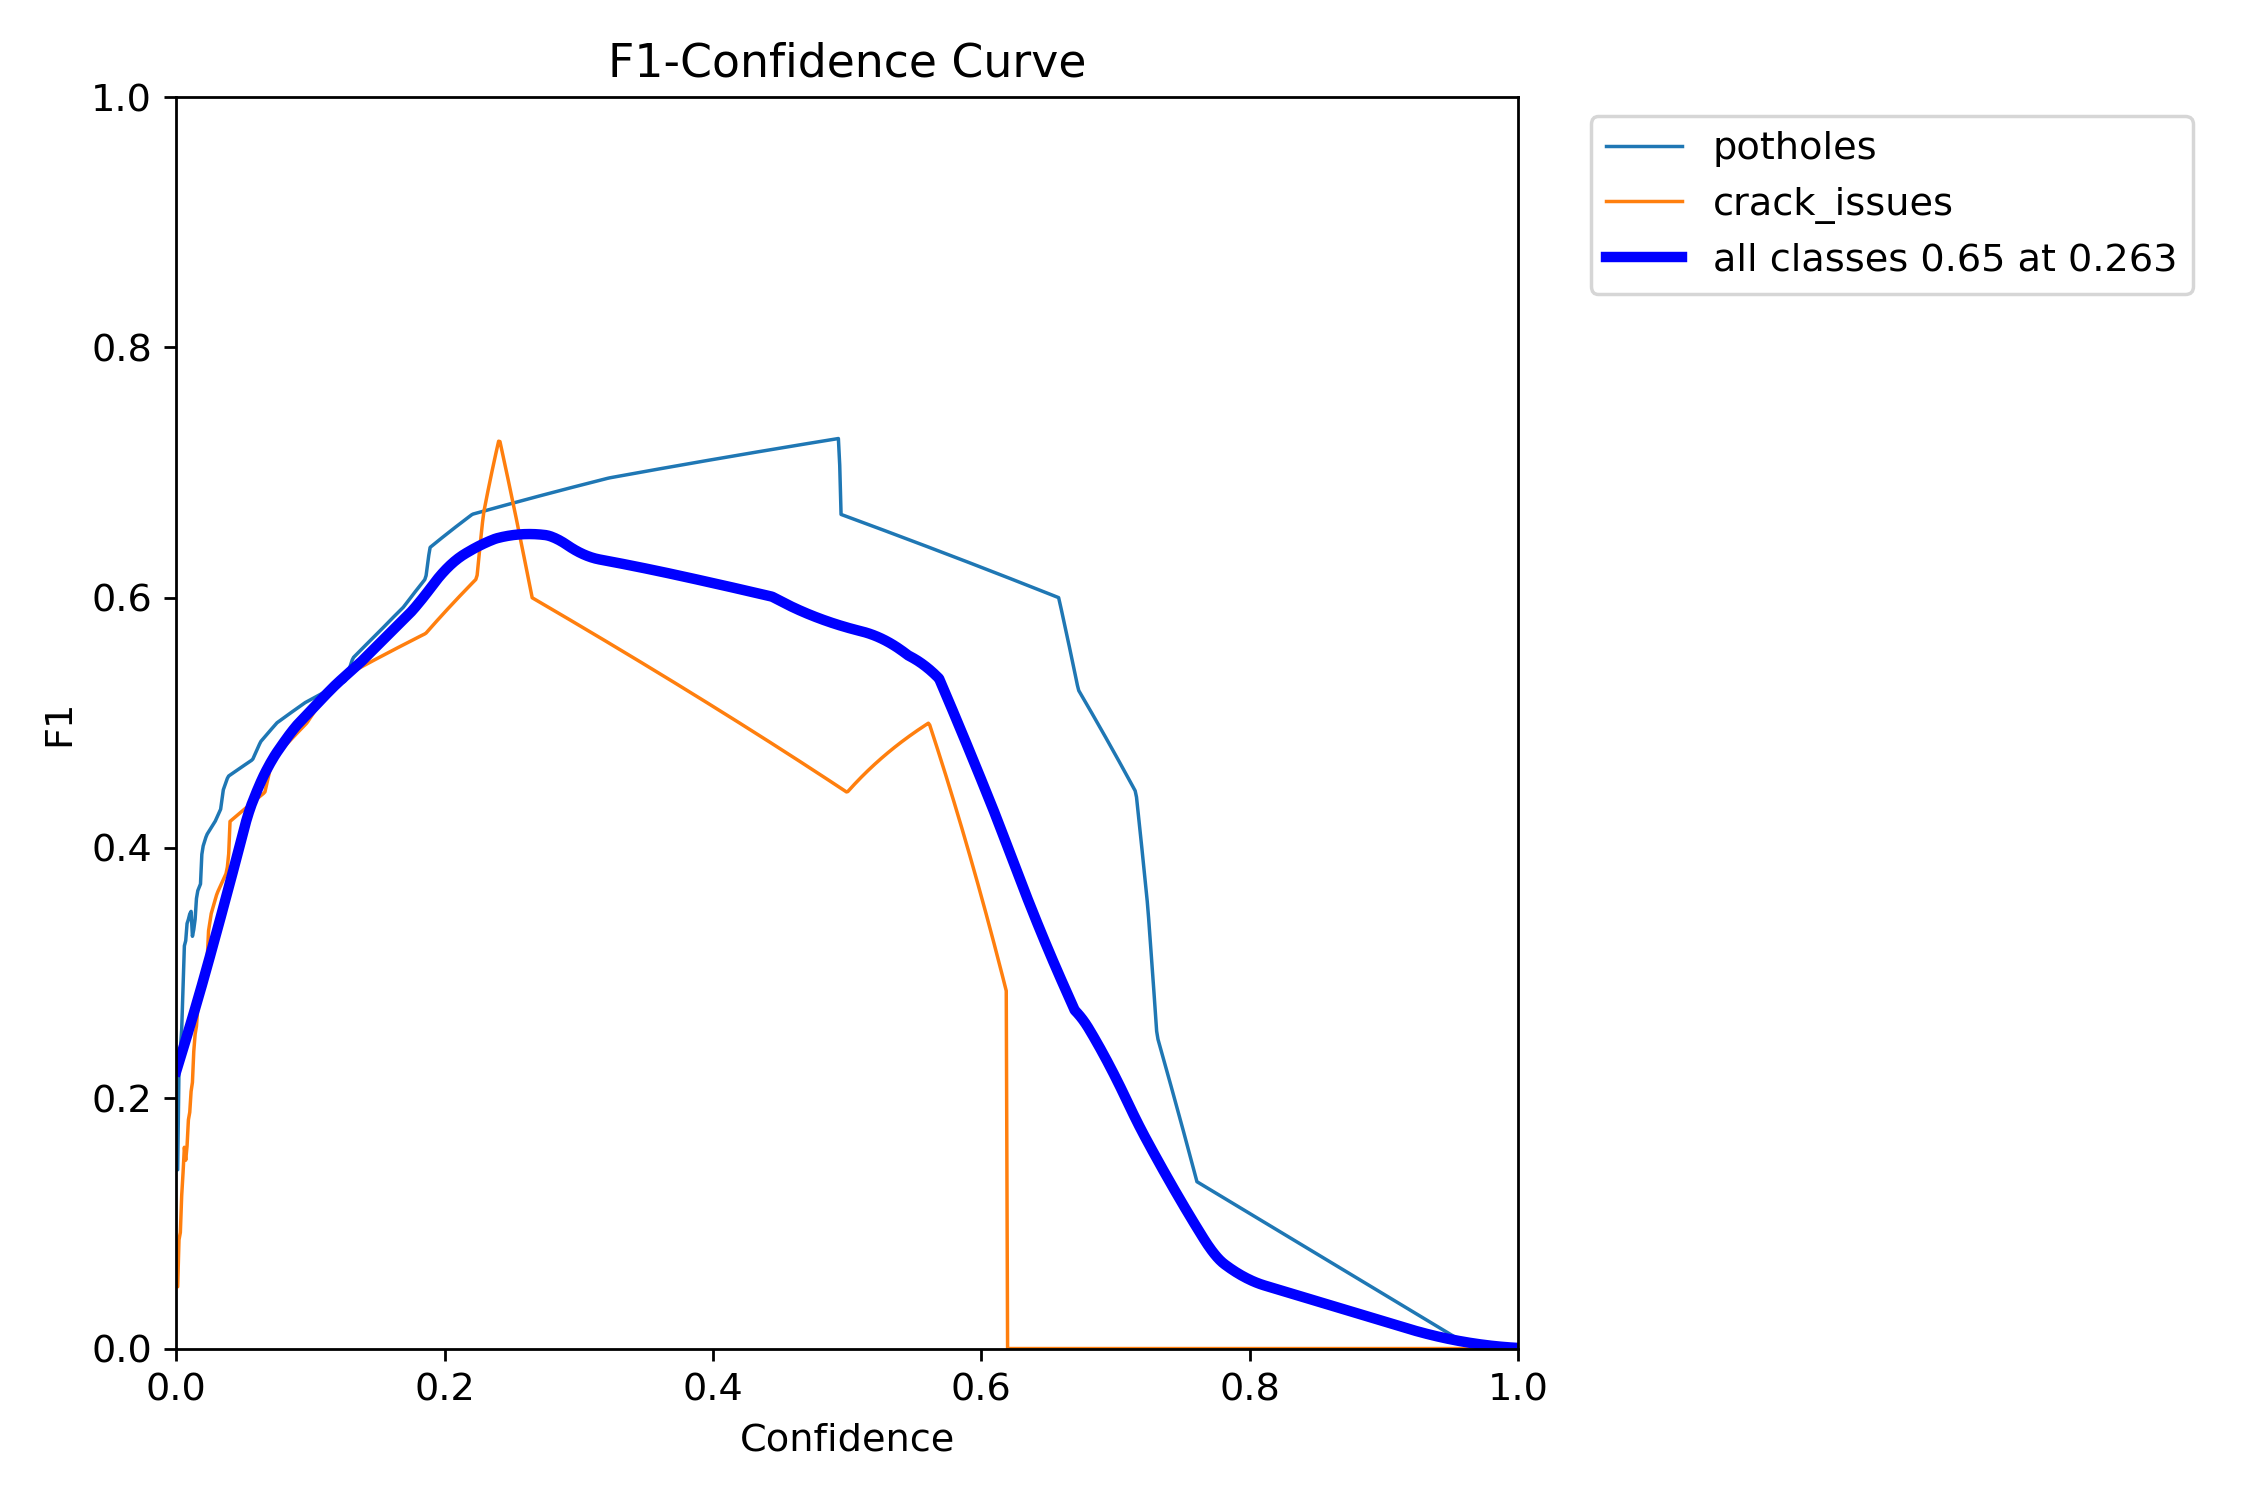 F1-Confidence Curve
1.0
0.8
0.6
0.4
0.2
0.0
F1
0.0 0.2 0.4 0.6 0.8 1.0
Confidence
potholes
crack_issues
all classes 0.65 at 0.263